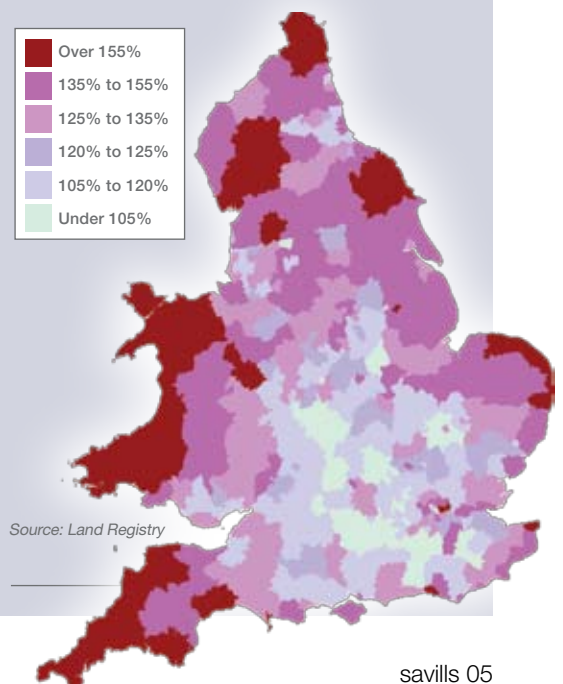 Over 155%
135% to 155%
125% to 135%
120% to 125%
105% to 120%
Under 105%
Source: Land Registry
savills 05